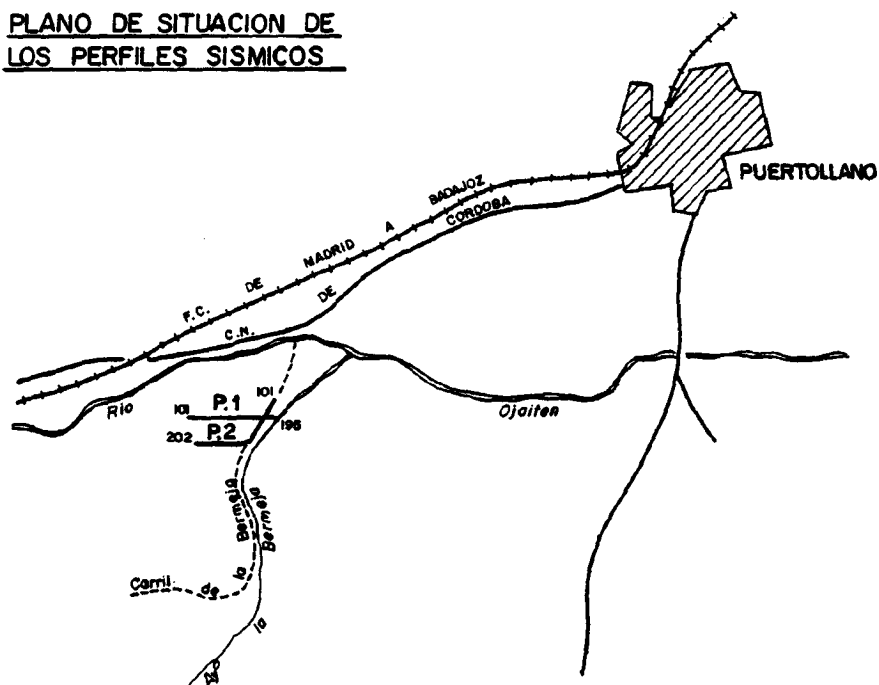 PLANO DE SITUACION DE
LOS PERFILES SISMICOS
PUERTOLLANO
F.C. DE MADRID A BADAJOZ
C.N. DE CORDOBA
Rio Ojailen
101
101 P.1
195
202 P.2
Carril de la Bermeja
la Bermeja